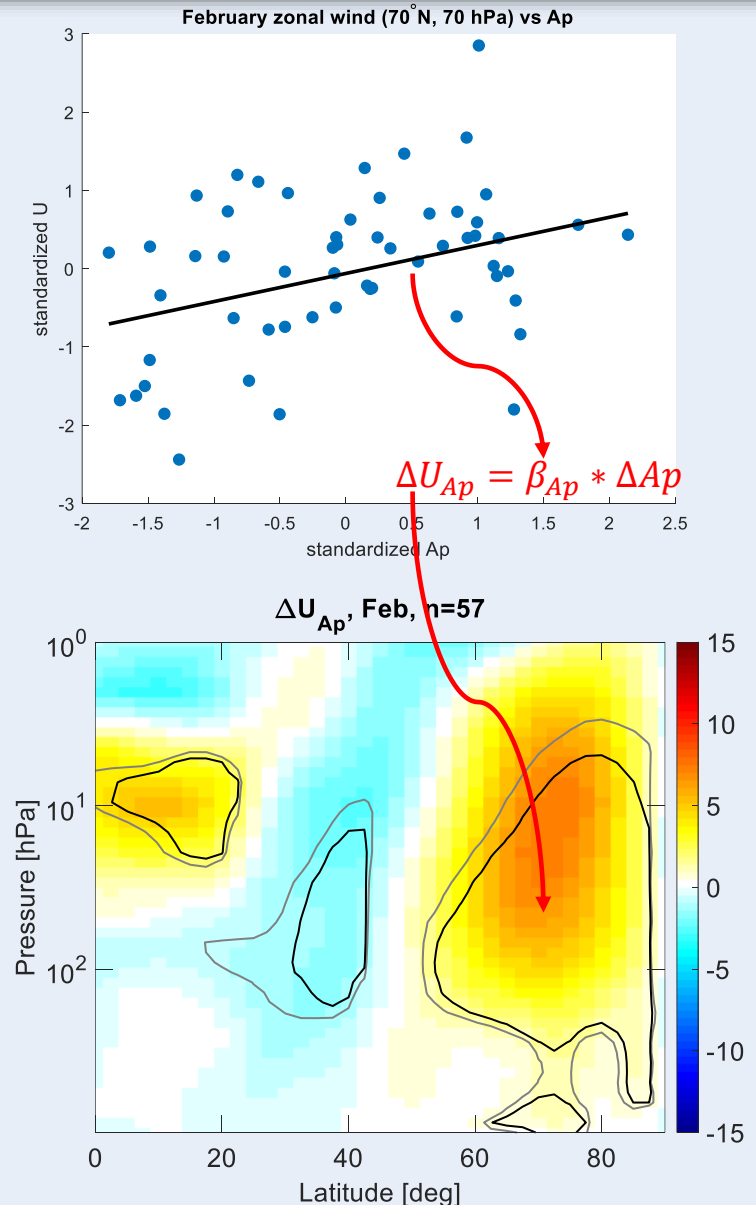 February zonal wind (70°N, 70 hPa) vs Ap
3
2
1
0
-1
-2
-3
standardized U
-2 -1.5 -1 -0.5 0 0.5 1 1.5 2 2.5
standardized Ap
ΔU_Ap = β_Ap * ΔAp
ΔU_Ap, Feb, n=57
10^0
10^1
10^2
Pressure [hPa]
0 20 40 60 80
Latitude [deg]
15
10
5
0
-5
-10
-15